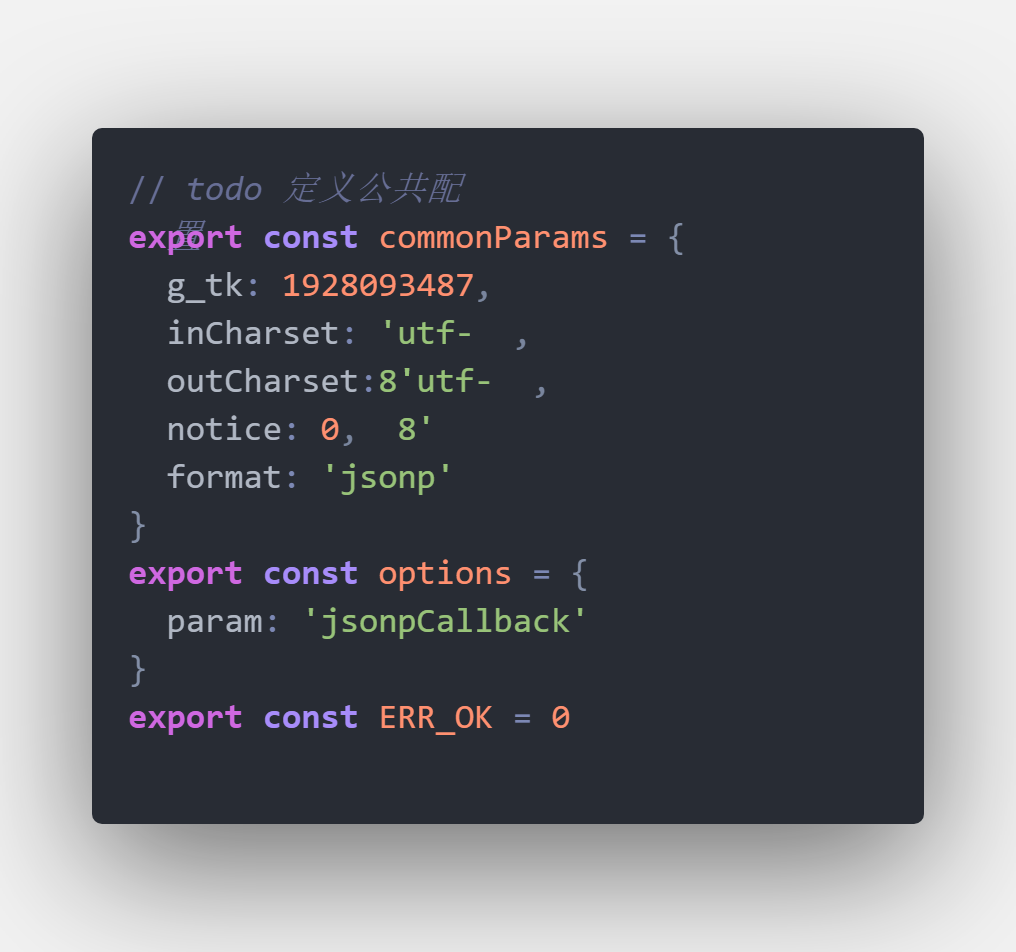 // todo 定义公共配
置
export const commonParams = {
  g_tk: 1928093487,
  inCharset: 'utf-8',
  outCharset: 'utf-8',
  notice: 0,
  format: 'jsonp'
}
export const options = {
  param: 'jsonpCallback'
}
export const ERR_OK = 0